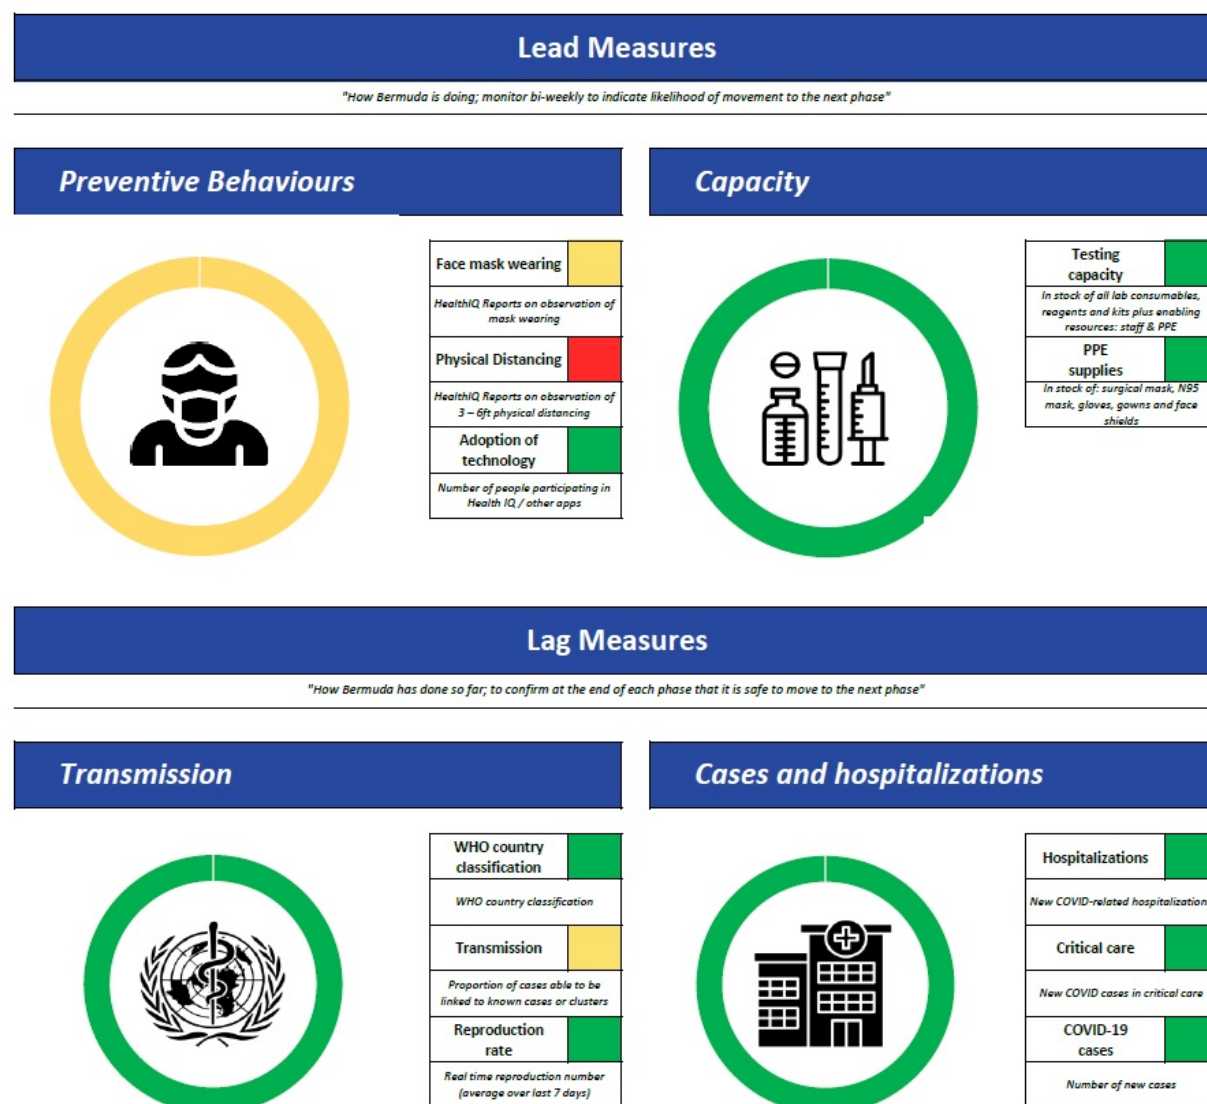 Lead Measures
"How Bermuda is doing; monitor bi-weekly to indicate likelihood of movement to the next phase"
Preventive Behaviours
Face mask wearing
HealthIQ Reports on observation of
mask wearing
Physical Distancing
HealthIQ Reports on observation of
3 – 6ft physical distancing
Adoption of
technology
Number of people participating in
Health IQ / other apps
Capacity
Testing
capacity
In stock of all lab consumables,
reagents and kits plus enabling
resources: staff & PPE
PPE
supplies
In stock of: surgical mask, N95
mask, gloves, gowns and face
shields
Lag Measures
"How Bermuda has done so far; to confirm at the end of each phase that it is safe to move to the next phase"
Transmission
WHO country
classification
WHO country classification
Transmission
Proportion of cases able to be
linked to known cases or clusters
Reproduction
rate
Real time reproduction number
(average over last 7 days)
Cases and hospitalizations
Hospitalizations
New COVID-related hospitalization
Critical care
New COVID cases in critical care
COVID-19
cases
Number of new cases